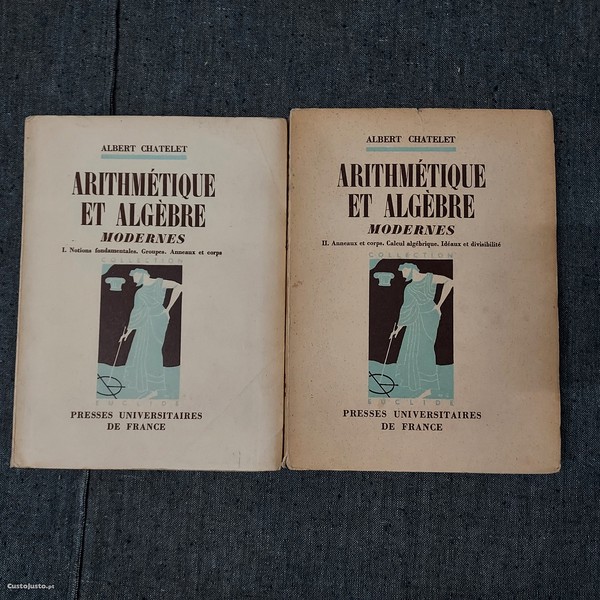 ALBERT CHATELET
ARITHMÉTIQUE
ET ALGÈBRE
MODERNES
I. Notions fondamentales. Groupes. Anneaux et corps
COLLECTION
EUCLIDE
PRESSES UNIVERSITAIRES
DE FRANCE
ALBERT CHATELET
ARITHMÉTIQUE
ET ALGÈBRE
MODERNES
II. Anneaux et corps. Calcul algébrique. Idéaux et divisibilité
COLLECTION
EUCLIDE
PRESSES UNIVERSITAIRES
DE FRANCE
CustoJusto.pt